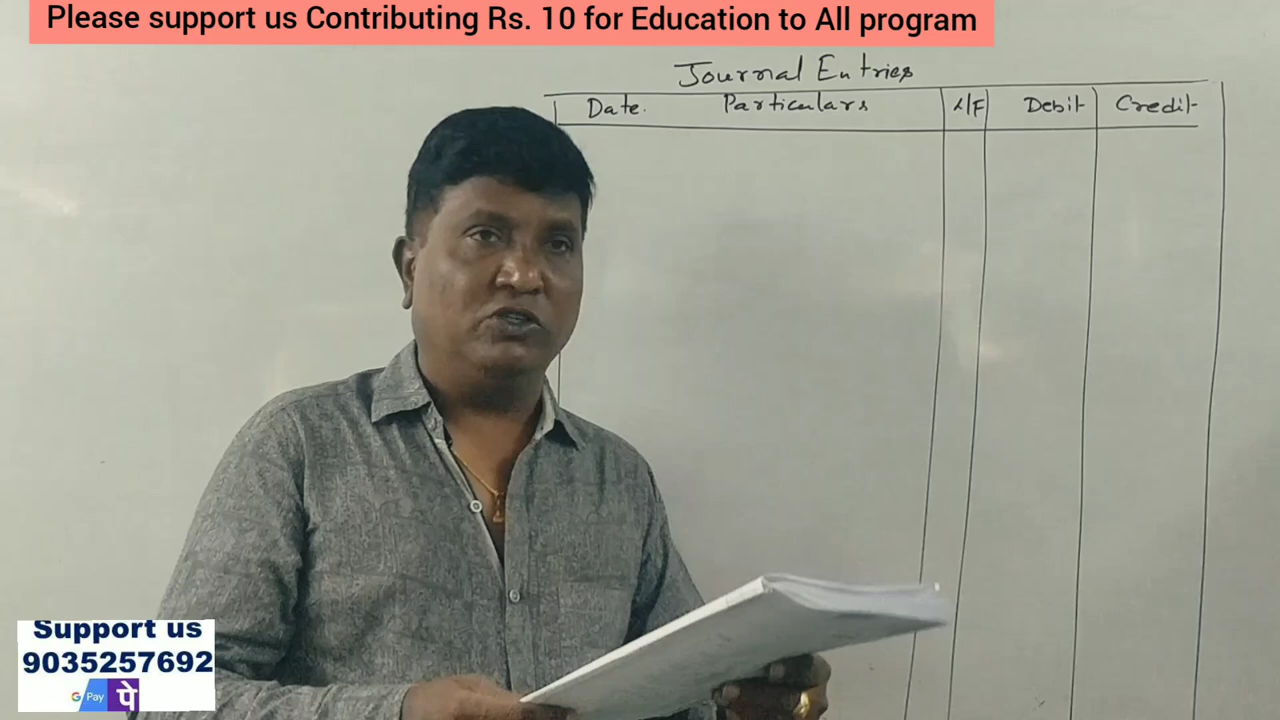 Please support us Contributing Rs. 10 for Education to All program
Journal Entries
Date. Particulars L/F Debit Credit
Support us
9035257692
G Pay पे